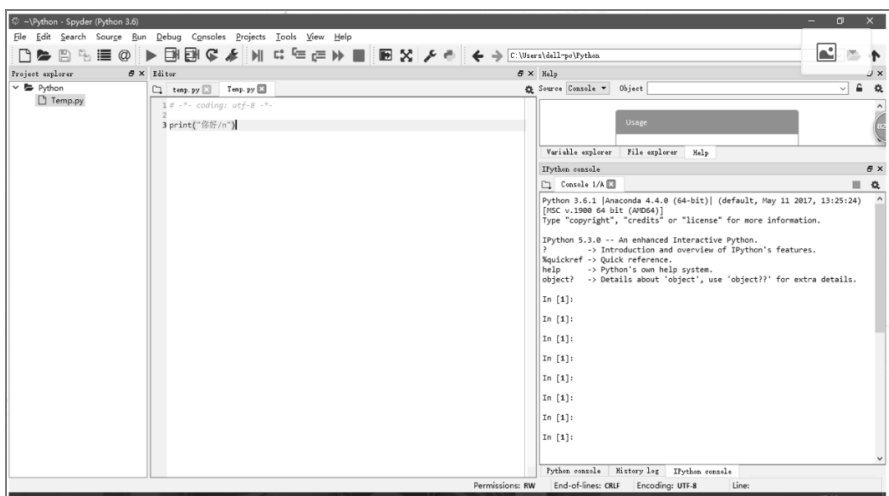 ~\Python - Spyder (Python 3.6)
File Edit Search Source Run Debug Consoles Projects Tools View Help
C:\Users\dell-pc\Python
Project explorer
Editor
Help
Python
temp.py
Temp.py
Source Console Object
Temp.py
1 # -*- coding: utf-8 -*-
2
3 print("你好/n")
Usage
Variable explorer File explorer Help
IPython console
Console 1/A
Python 3.6.1 |Anaconda 4.4.0 (64-bit)| (default, May 11 2017, 13:25:24)
[MSC v.1900 64 bit (AMD64)]
Type "copyright", "credits" or "license" for more information.
IPython 5.3.0 -- An enhanced Interactive Python.
? -> Introduction and overview of IPython's features.
%quickref -> Quick reference.
help -> Python's own help system.
object? -> Details about 'object', use 'object??' for extra details.
In [1]:
In [1]:
In [1]:
In [1]:
In [1]:
In [1]:
In [1]:
In [1]:
Python console History log IPython console
Permissions: RW End-of-lines: CRLF Encoding: UTF-8 Line: